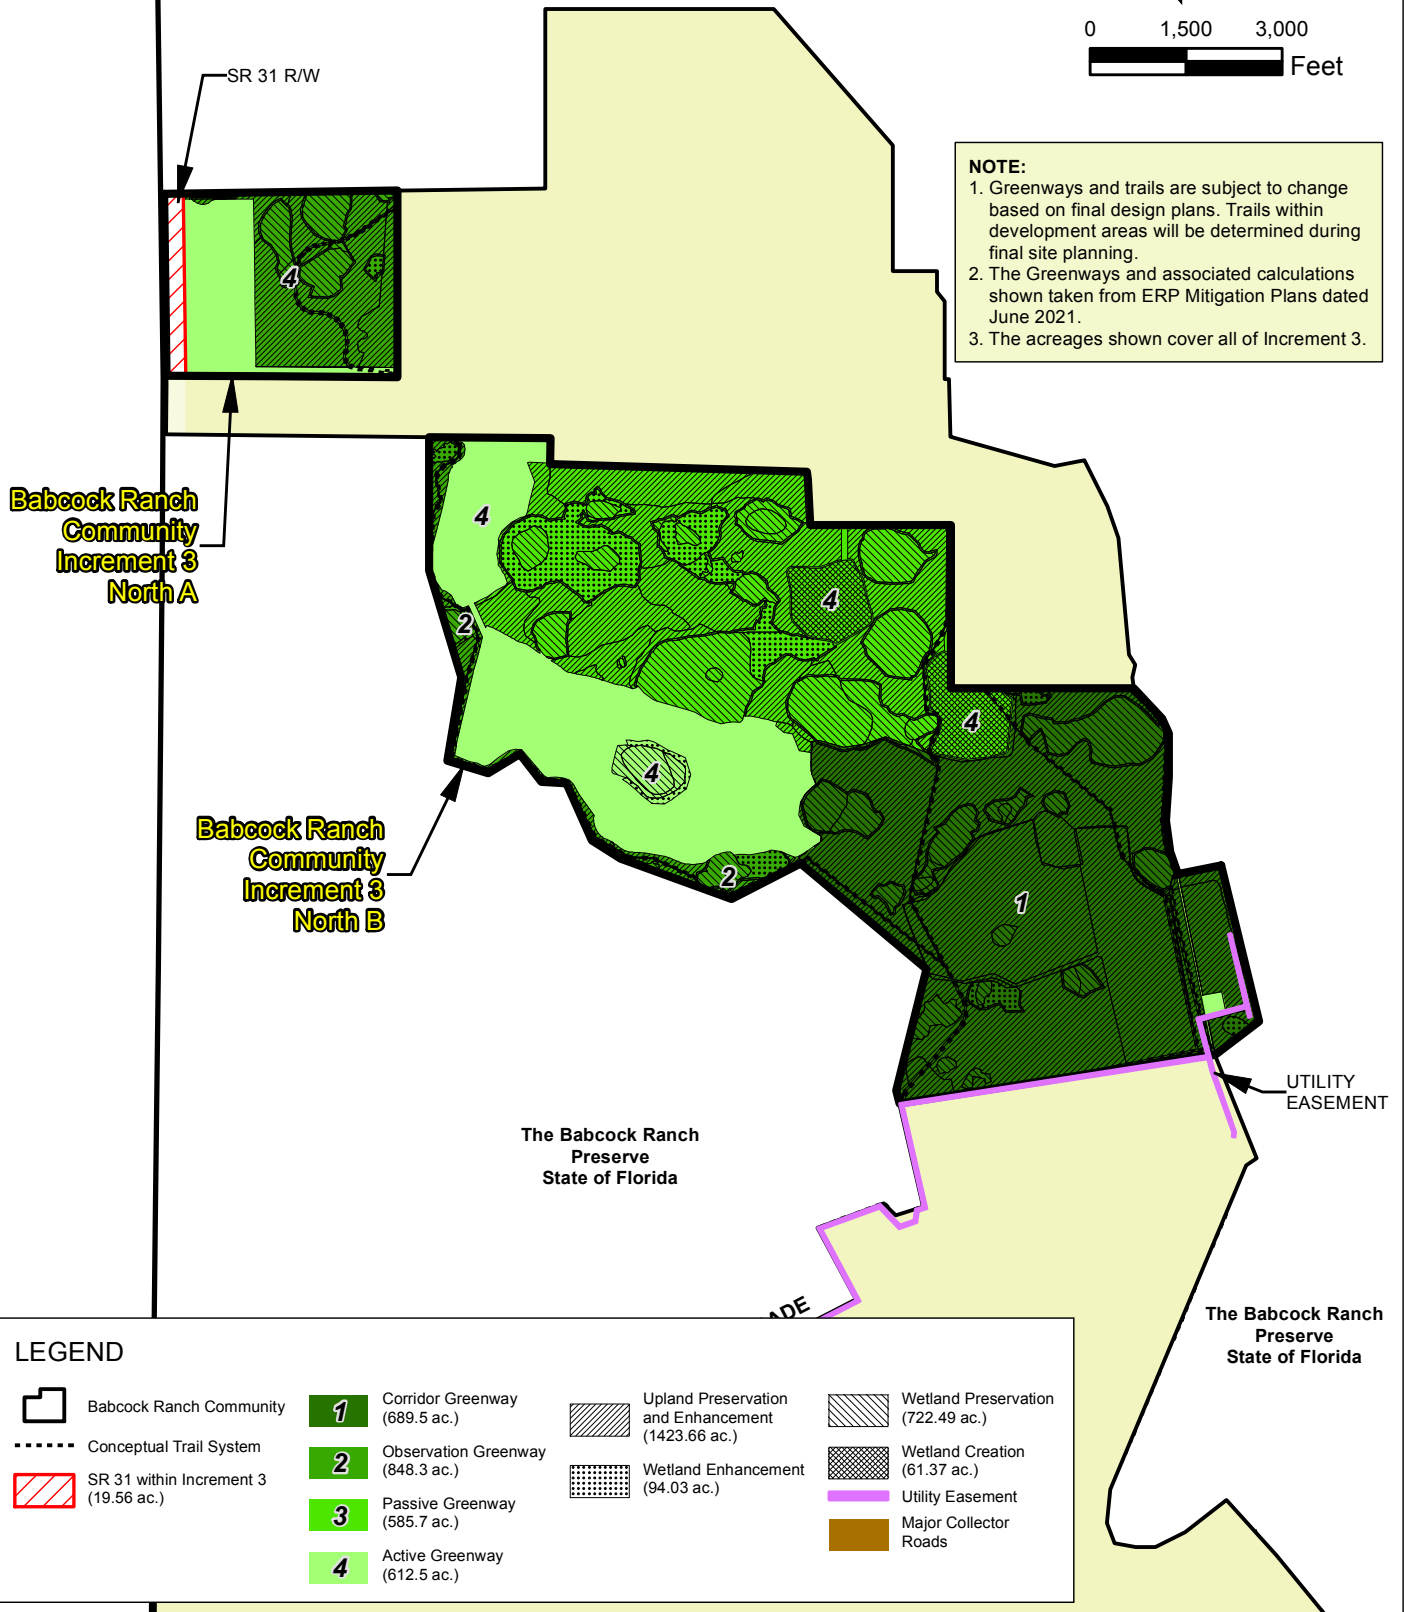 0 1,500 3,000
Feet
SR 31 R/W
NOTE:
1. Greenways and trails are subject to change
based on final design plans. Trails within
development areas will be determined during
final site planning.
2. The Greenways and associated calculations
shown taken from ERP Mitigation Plans dated
June 2021.
3. The acreages shown cover all of Increment 3.
4
Babcock Ranch
Community
Increment 3
North A
4
2
4
4
4
Babcock Ranch
Community
Increment 3
North B
2
1
UTILITY
EASEMENT
The Babcock Ranch
Preserve
State of Florida
ADE
The Babcock Ranch
Preserve
State of Florida
LEGEND
Babcock Ranch Community
Conceptual Trail System
SR 31 within Increment 3
(19.56 ac.)
1 Corridor Greenway
(689.5 ac.)
2 Observation Greenway
(848.3 ac.)
3 Passive Greenway
(585.7 ac.)
4 Active Greenway
(612.5 ac.)
Upland Preservation
and Enhancement
(1423.66 ac.)
Wetland Enhancement
(94.03 ac.)
Wetland Preservation
(722.49 ac.)
Wetland Creation
(61.37 ac.)
Utility Easement
Major Collector
Roads